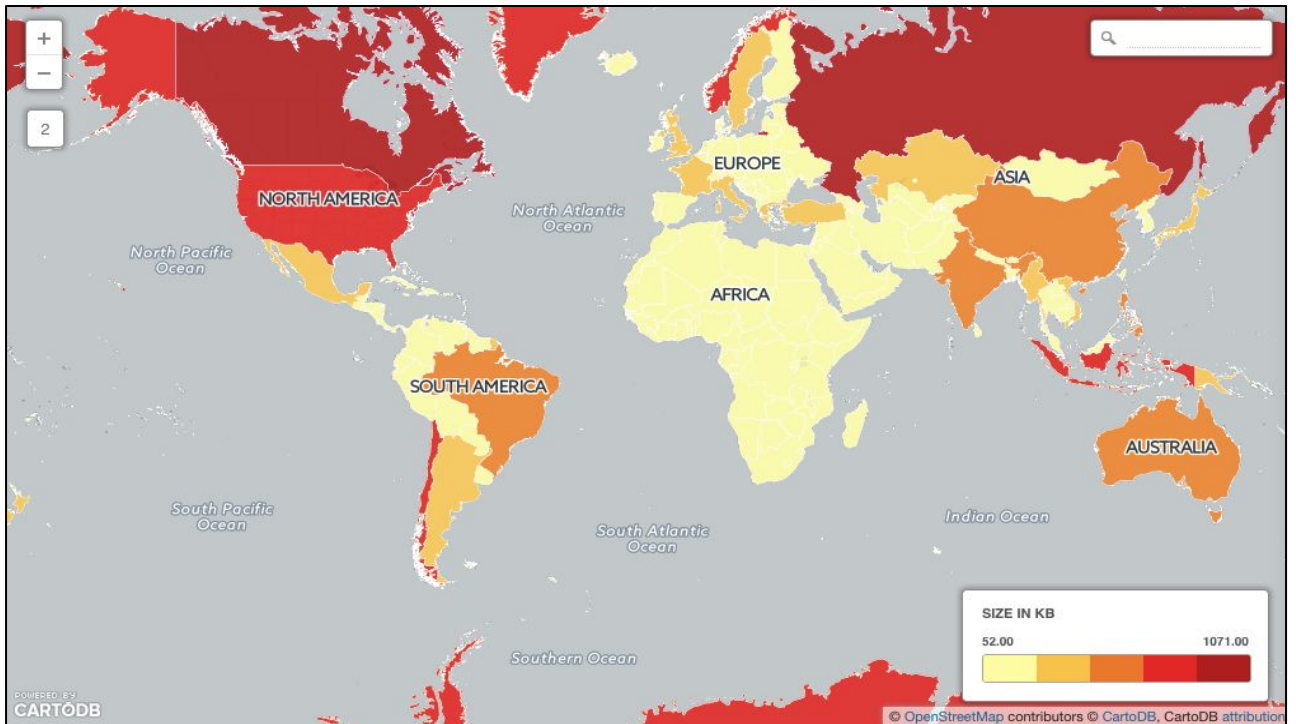 +
−
2
NORTH AMERICA
EUROPE
ASIA
North Atlantic
Ocean
North Pacific
Ocean
AFRICA
SOUTH AMERICA
AUSTRALIA
South Pacific
Ocean
South Atlantic
Ocean
Indian Ocean
SIZE IN KB
52.00 1071.00
Southern Ocean
POWERED BY
CARTODB
© OpenStreetMap contributors © CartoDB, CartoDB attribution